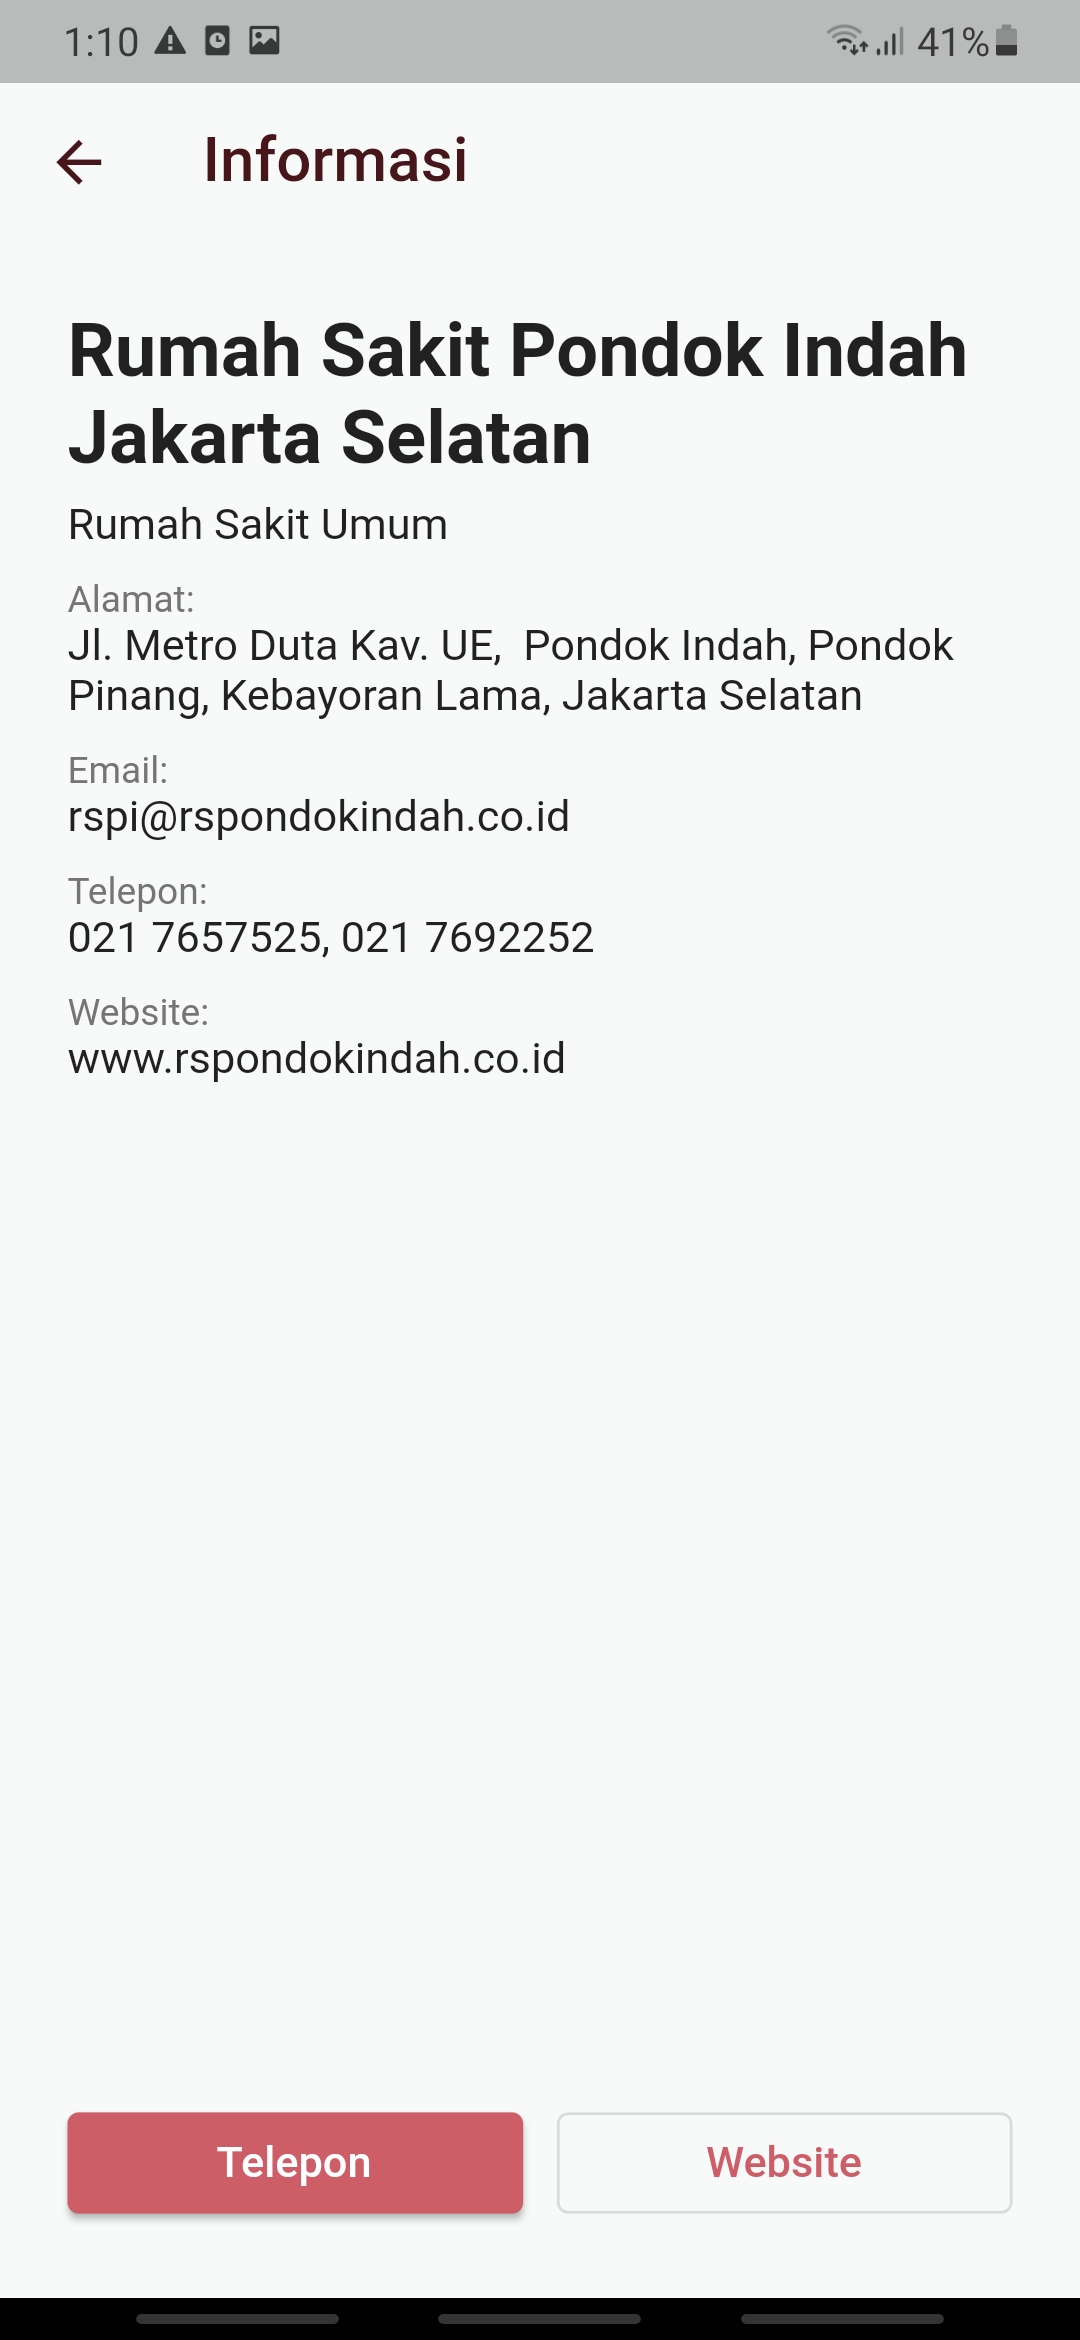 1:10
41%
Informasi
Rumah Sakit Pondok Indah
Jakarta Selatan
Rumah Sakit Umum
Alamat:
Jl. Metro Duta Kav. UE,  Pondok Indah, Pondok
Pinang, Kebayoran Lama, Jakarta Selatan
Email:
rspi@rspondokindah.co.id
Telepon:
021 7657525, 021 7692252
Website:
www.rspondokindah.co.id
Telepon
Website